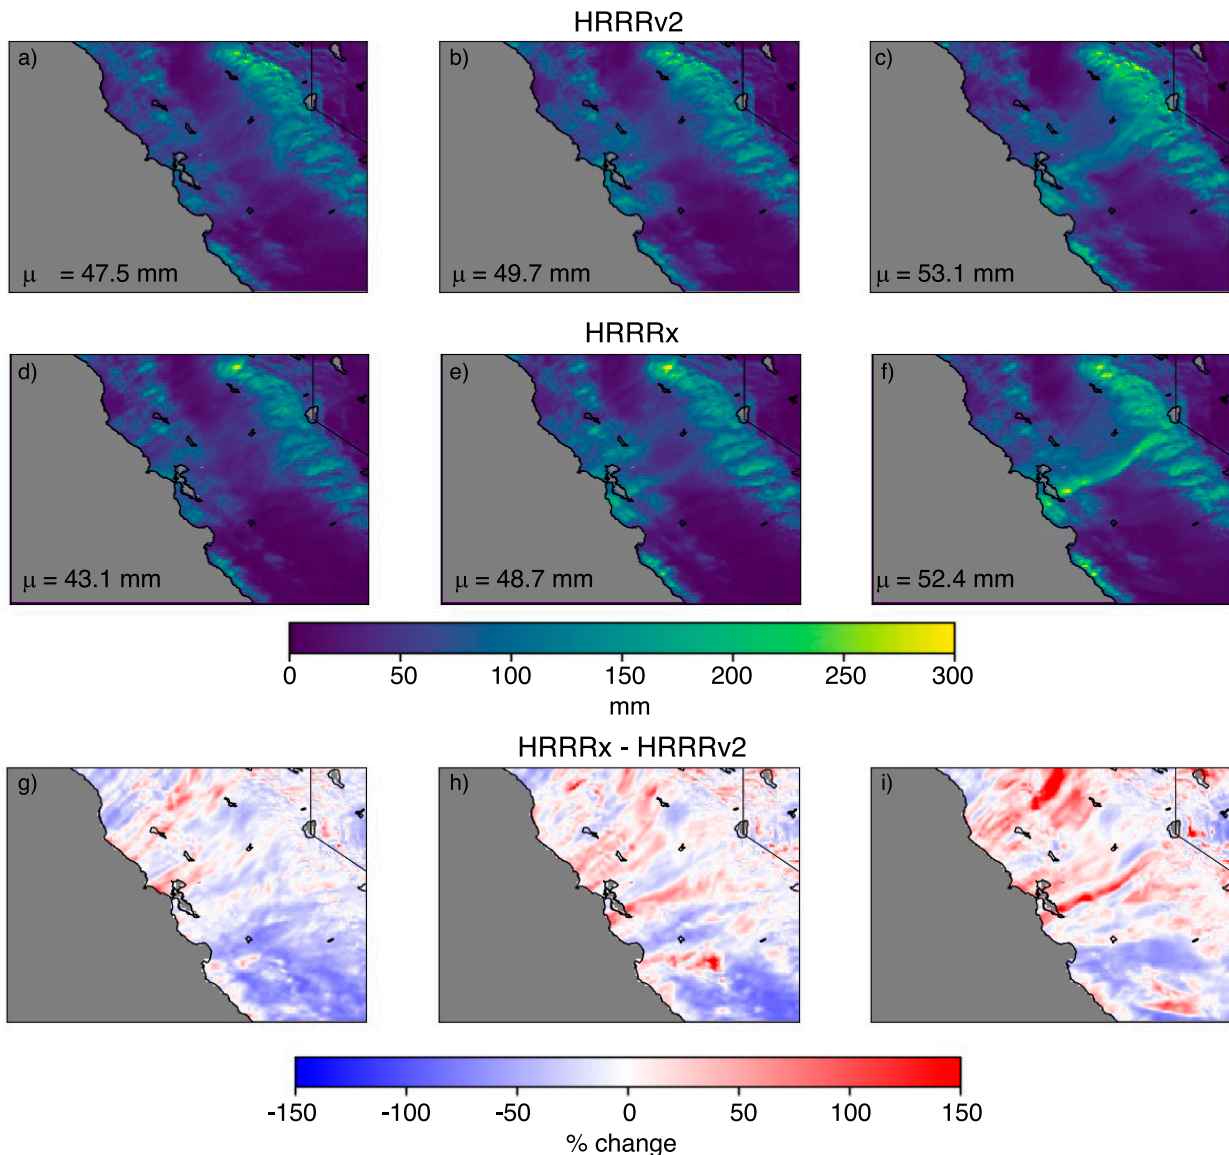 HRRRv2
a) b) c)
μ = 47.5 mm μ = 49.7 mm μ = 53.1 mm
HRRRx
d) e) f)
μ = 43.1 mm μ = 48.7 mm μ = 52.4 mm
0 50 100 150 200 250 300
mm
HRRRx - HRRRv2
g) h) i)
-150 -100 -50 0 50 100 150
% change